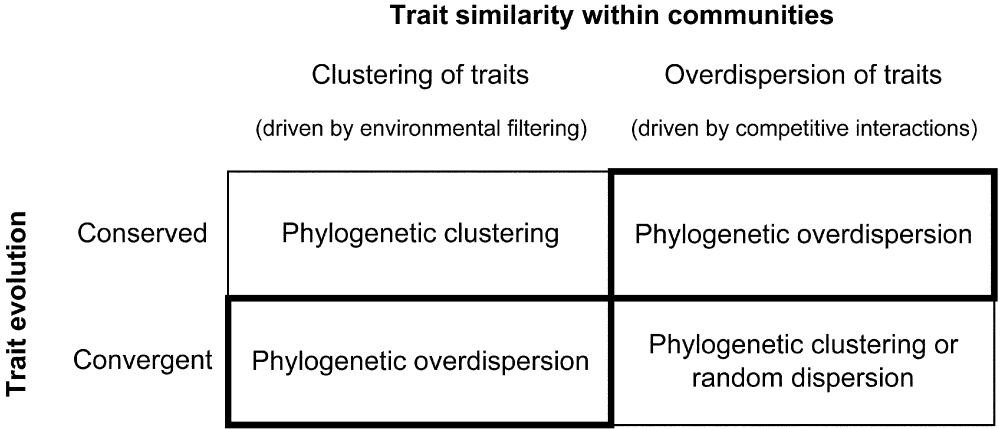 Trait similarity within communities
Clustering of traits
Overdispersion of traits
(driven by environmental filtering)
(driven by competitive interactions)
Trait evolution
Conserved
Phylogenetic clustering
Phylogenetic overdispersion
Convergent
Phylogenetic overdispersion
Phylogenetic clustering or
random dispersion